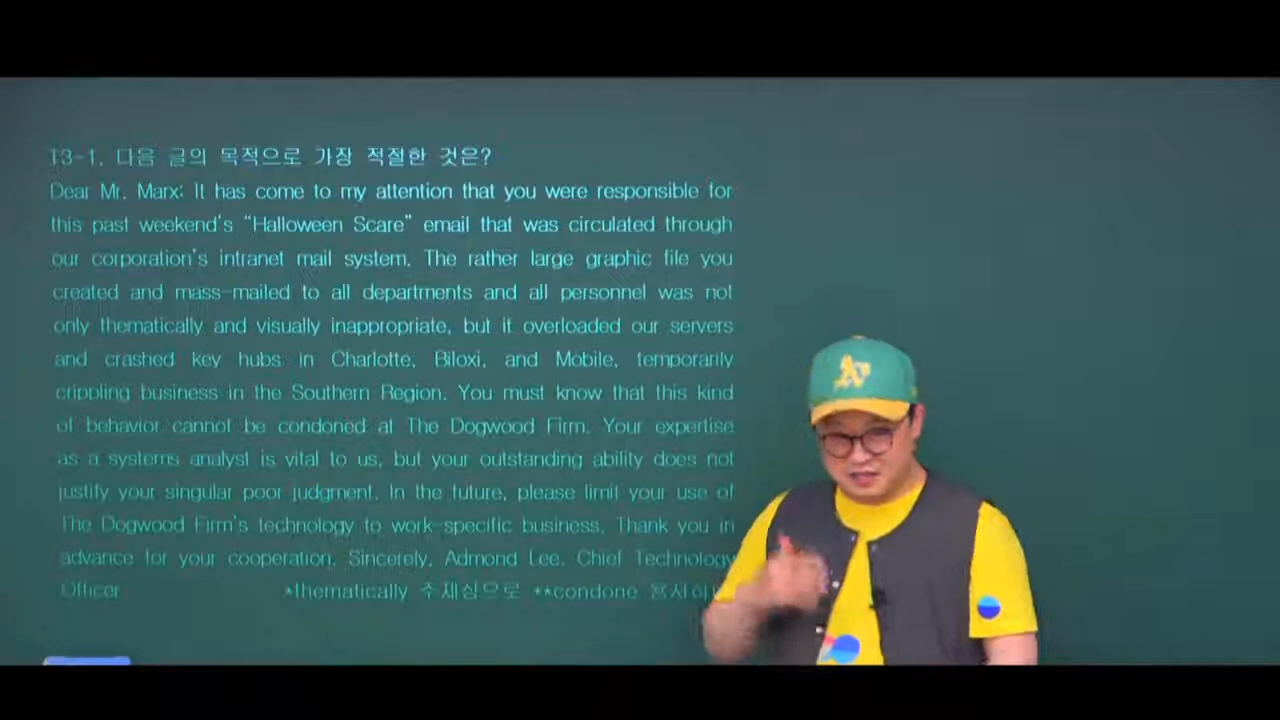 T3-1. 다음 글의 목적으로 가장 적절한 것은?
Dear Mr. Marx: It has come to my attention that you were responsible for
this past weekend's “Halloween Scare” email that was circulated through
our corporation's intranet mail system. The rather large graphic file you
created and mass-mailed to all departments and all personnel was not
only thematically and visually inappropriate, but it overloaded our servers
and crashed key hubs in Charlotte, Biloxi, and Mobile, temporarily
crippling business in the Southern Region. You must know that this kind
of behavior cannot be condoned at The Dogwood Firm. Your expertise
as a systems analyst is vital to us, but your outstanding ability does not
justify your singular poor judgment. In the future, please limit your use of
The Dogwood Firm's technology to work-specific business. Thank you in
advance for your cooperation. Sincerely, Admond Lee. Chief Technology
Officer *thematically 주제상으로 **condone